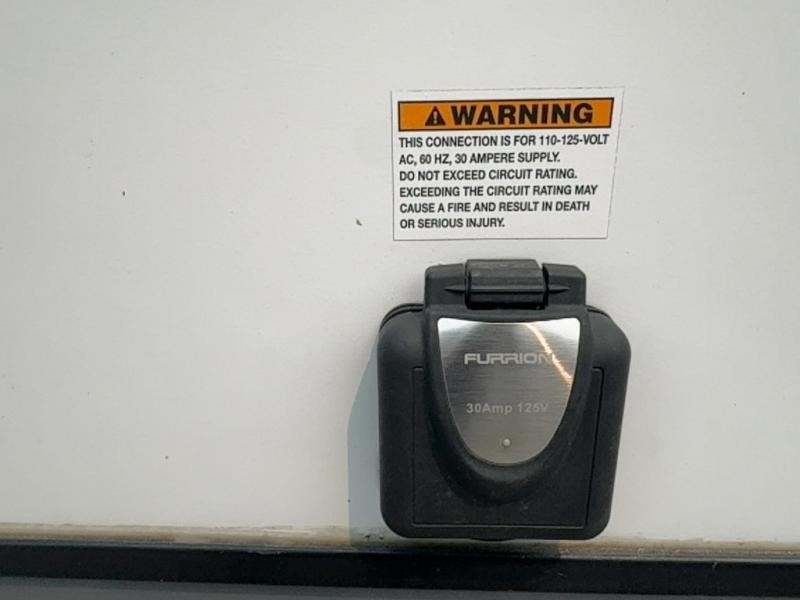 WARNING
THIS CONNECTION IS FOR 110-125-VOLT
AC, 60 HZ, 30 AMPERE SUPPLY.
DO NOT EXCEED CIRCUIT RATING.
EXCEEDING THE CIRCUIT RATING MAY
CAUSE A FIRE AND RESULT IN DEATH
OR SERIOUS INJURY.
FURRION
30Amp 125V